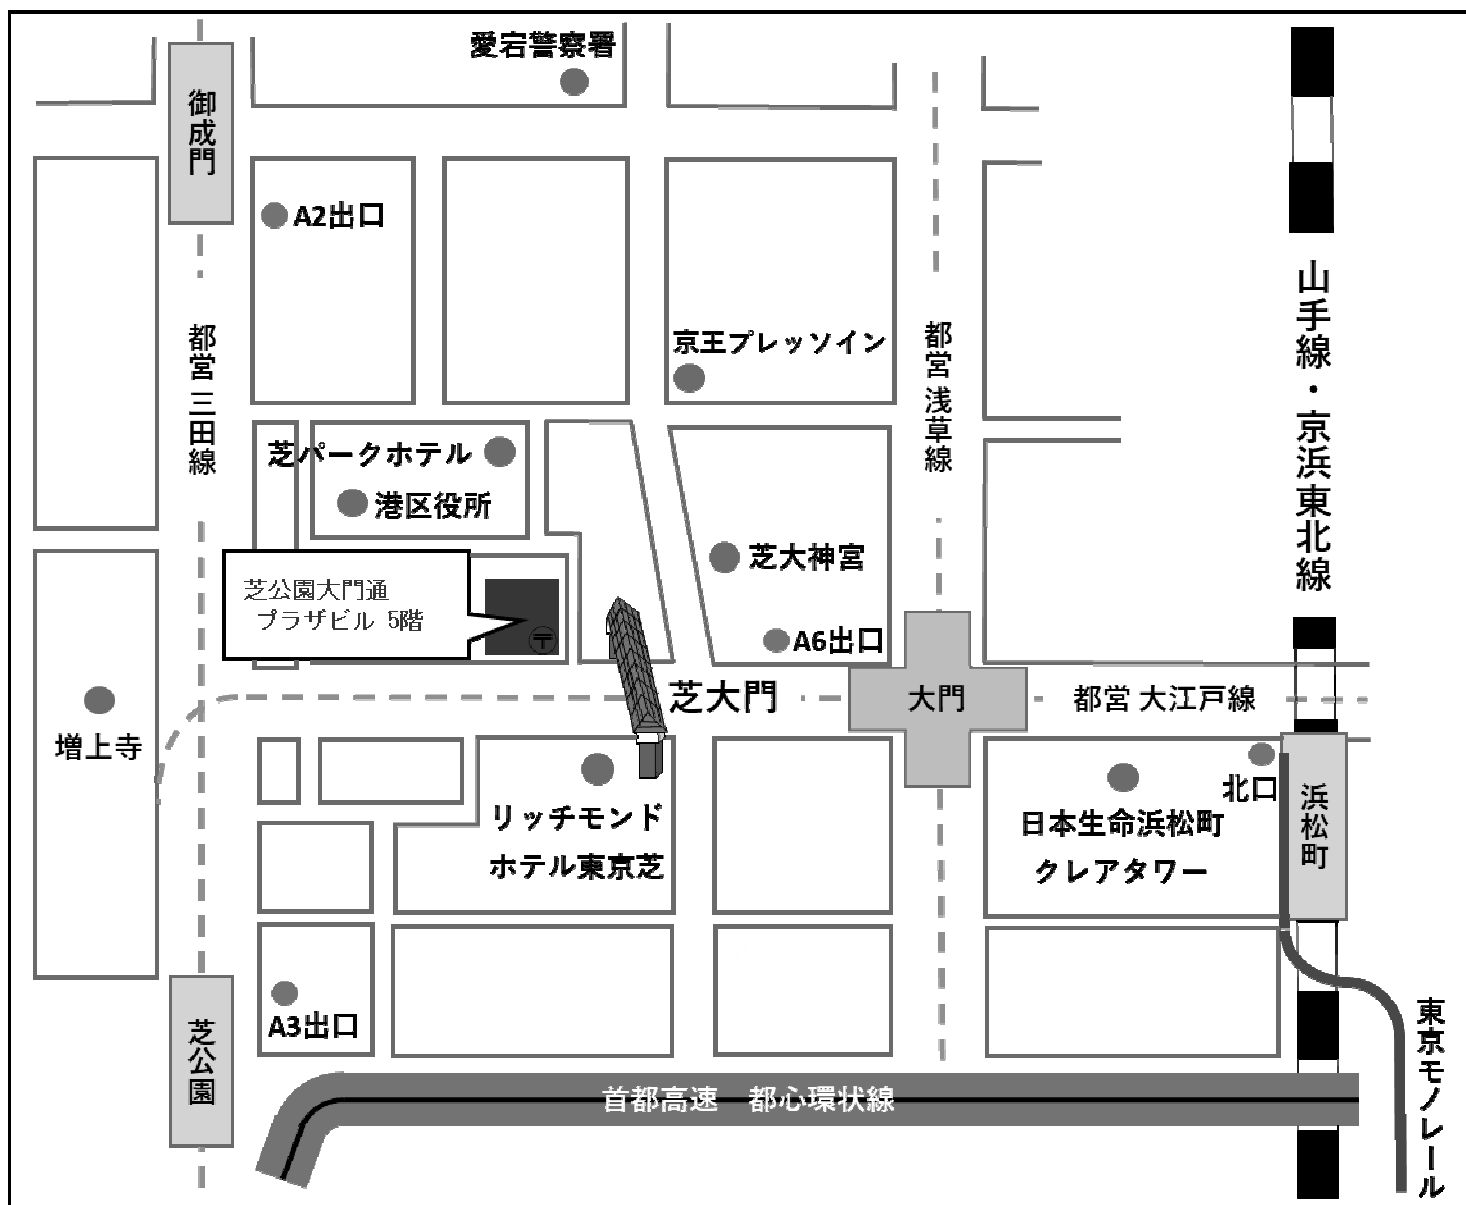 愛宕警察署
御成門
A2出口
山手線・京浜東北線
都営 三田線
都営 浅草線
京王プレッソイン
芝パークホテル
港区役所
芝大神宮
芝公園大門通
プラザビル 5階
〒
A6出口
芝大門
大門
都営 大江戸線
増上寺
北口
浜松町
リッチモンド
ホテル東京芝
日本生命浜松町
クレアタワー
A3出口
芝公園
東京モノレール
首都高速 都心環状線